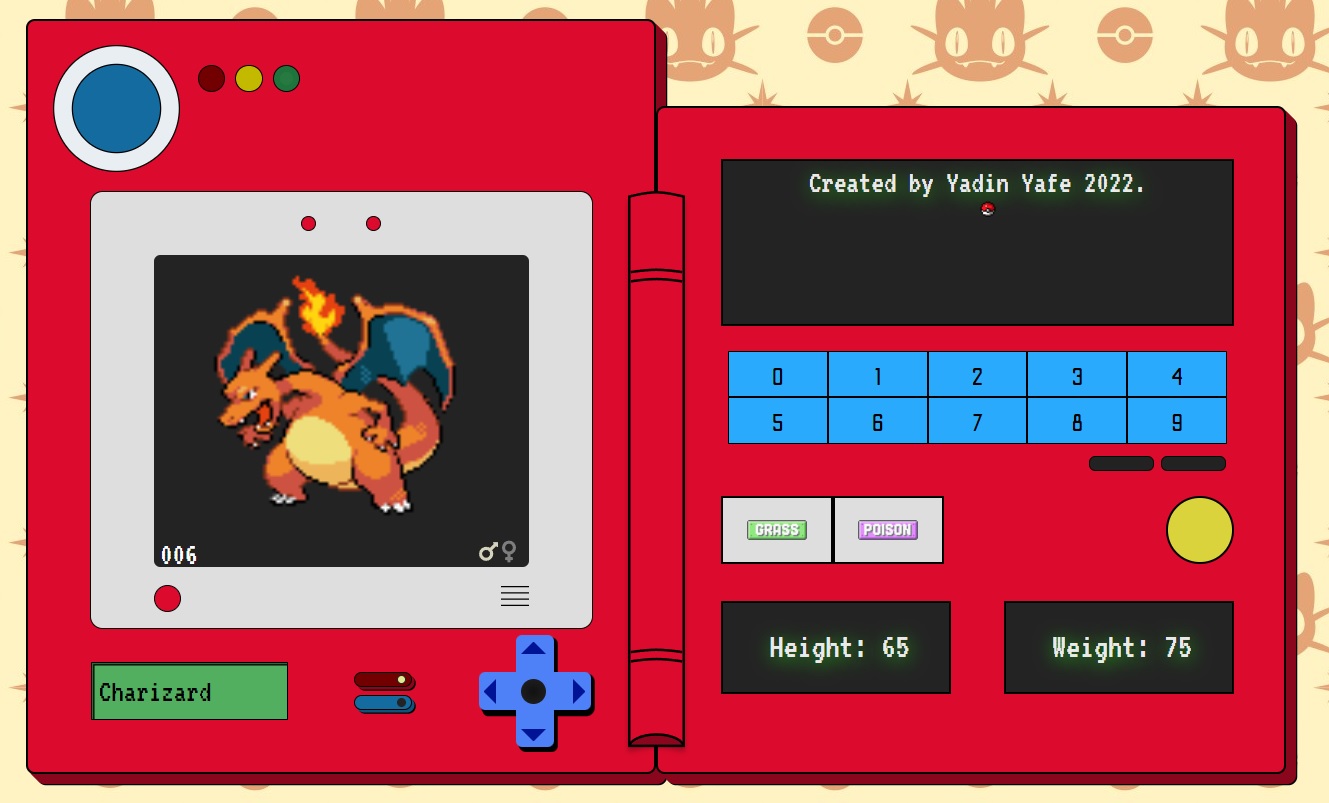 006
♂♀
Charizard
Created by Yadin Yafe 2022.
0 1 2 3 4
5 6 7 8 9
GRASS POISON
Height: 65 Weight: 75